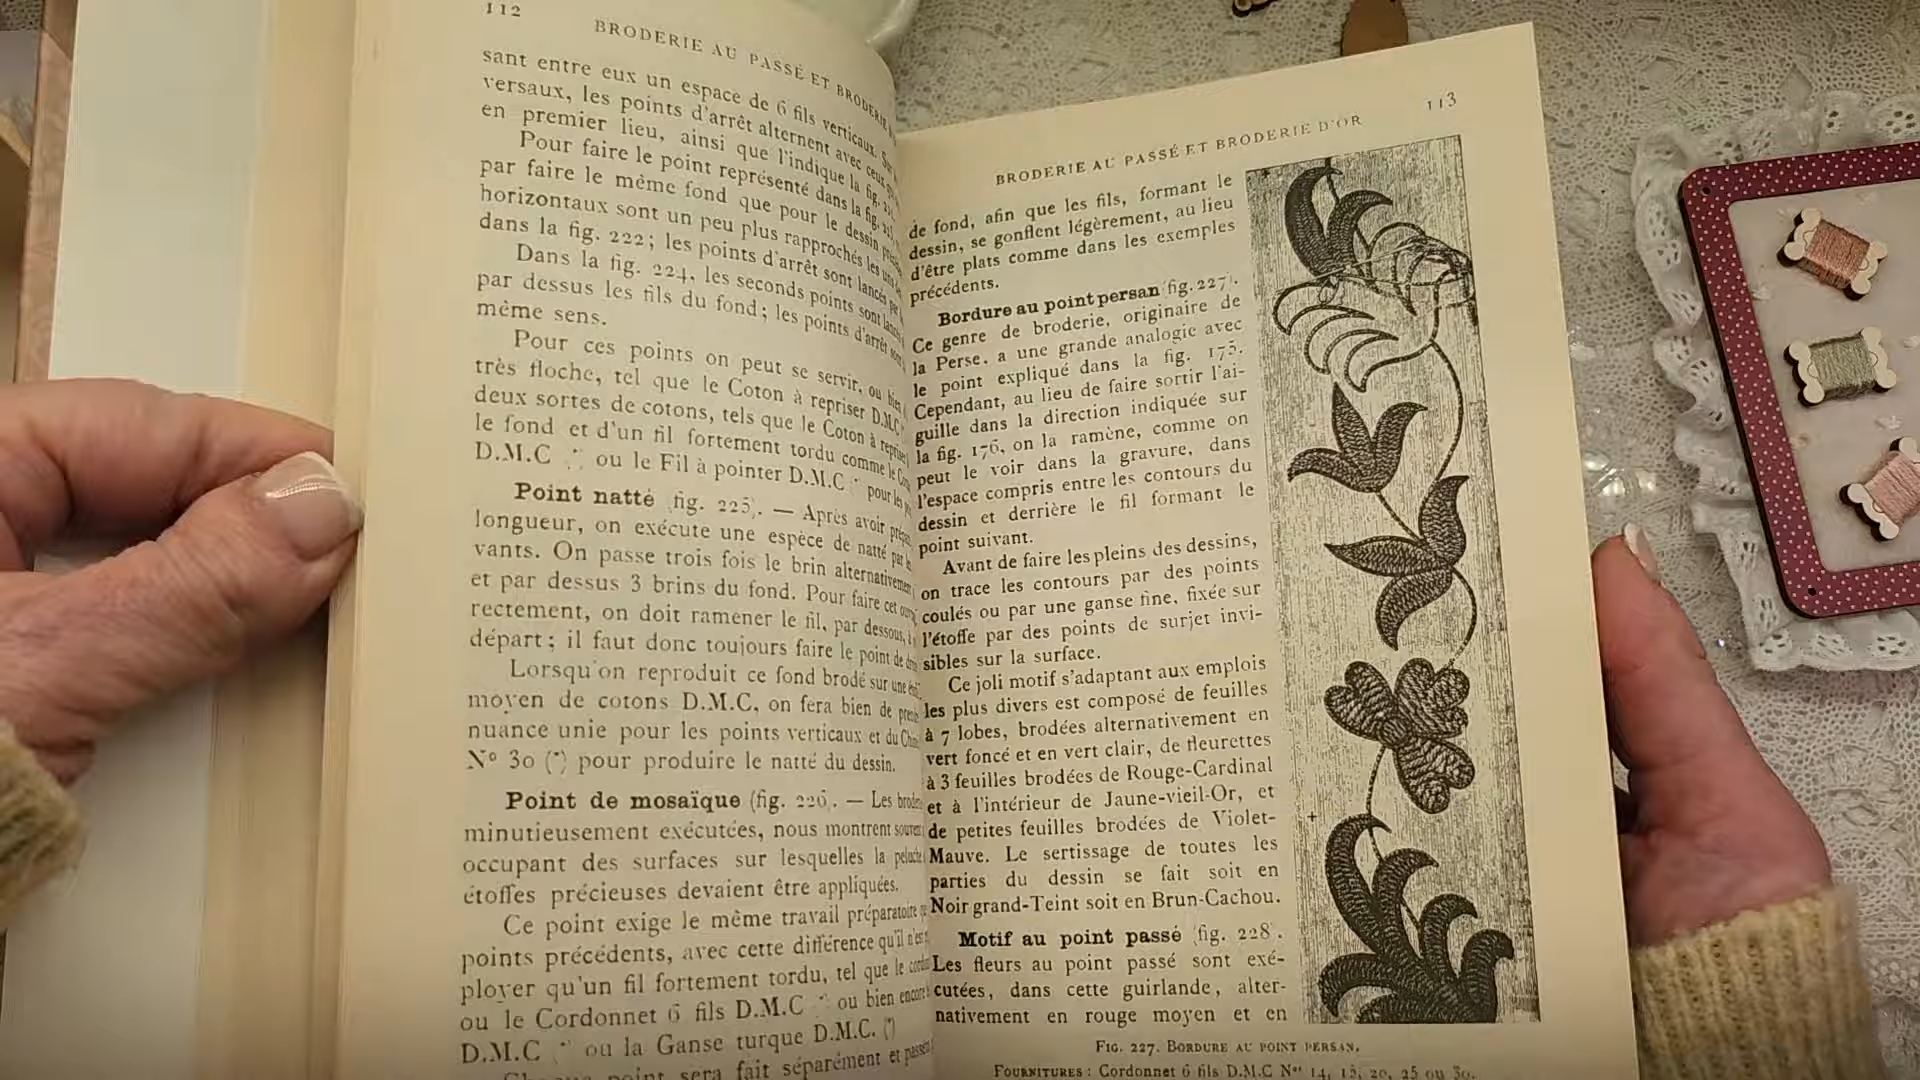 112
BRODERIE AU PASSÉ ET BRODERIE
sant entre eux un espace de 6 fils verticaux. Sur
versaux, les points d'arrêt alternent avec ceux
en premier lieu, ainsi que l'indique la fig.
Pour faire le point représenté dans la fig.
par faire le même fond que pour le dessin
horizontaux sont un peu plus rapprochés les uns
dans la fig. 222; les points d'arrêt sont lancés
Dans la fig. 224, les seconds points sont lancés
par dessus les fils du fond; les points d'arrêt sont
même sens.
Pour ces points on peut se servir, ou bien
très floche, tel que le Coton à repriser D.M.C
deux sortes de cotons, tels que le Coton à repriser
le fond et d'un fil fortement tordu comme le
D.M.C ou le Fil à pointer D.M.C pour les
Point natté (fig. 225). — Après avoir
longueur, on exécute une espèce de natté par les
vants. On passe trois fois le brin alternativement
et par dessus 3 brins du fond. Pour faire cet
rectement, on doit ramener le fil, par dessous,
départ; il faut donc toujours faire le point de
Lorsqu'on reproduit ce fond brodé sur une
moyen de cotons D.M.C, on fera bien de
nuance unie pour les points verticaux et du
Nº 30 (*) pour produire le natté du dessin.
Point de mosaïque (fig. 226). — Les
minutieusement exécutées, nous montrent
occupant des surfaces sur lesquelles la peluche
étoffes précieuses devaient être appliquées.
Ce point exige le même travail préparatoire
points précédents, avec cette différence qu'il
ployer qu'un fil fortement tordu, tel que le
ou le Cordonnet 6 fils D.M.C ou bien encore
D.M.C ou la Ganse turque D.M.C. (*)
point sera fait séparément et
113
BRODERIE AU PASSÉ ET BRODERIE D'OR
de fond, afin que les fils, formant le
dessin, se gonflent légèrement, au lieu
d'être plats comme dans les exemples
précédents.
Bordure au point persan (fig. 227).
Ce genre de broderie, originaire de
la Perse, a une grande analogie avec
le point expliqué dans la fig. 175.
Cependant, au lieu de faire sortir l'ai-
guille dans la direction indiquée sur
la fig. 176, on la ramène, comme on
peut le voir dans la gravure, dans
l'espace compris entre les contours du
dessin et derrière le fil formant le
point suivant.
Avant de faire les pleins des dessins,
on trace les contours par des points
coulés ou par une ganse fine, fixée sur
l'étoffe par des points de surjet invi-
sibles sur la surface.
Ce joli motif s'adaptant aux emplois
les plus divers est composé de feuilles
à 7 lobes, brodées alternativement en
vert foncé et en vert clair, de fleurettes
à 3 feuilles brodées de Rouge-Cardinal
et à l'intérieur de Jaune-vieil-Or, et
de petites feuilles brodées de Violet-
Mauve. Le sertissage de toutes les
parties du dessin se fait soit en
Noir grand-Teint soit en Brun-Cachou.
Motif au point passé (fig. 228).
Les fleurs au point passé sont exé-
cutées, dans cette guirlande, alter-
nativement en rouge moyen et en
Fig. 227. Bordure au point persan.
Fournitures: Cordonnet 6 fils D.M.C Nos 14, 15, 20, 25 ou 30.